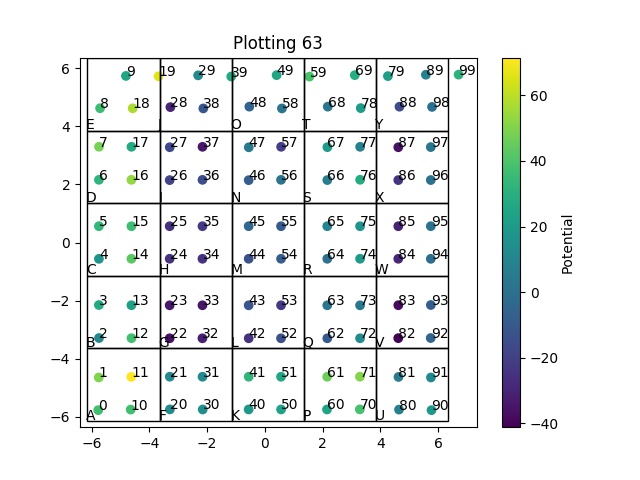 Plotting 63
6 9 19 29 39 49 59 69 79 89 99
60
8 18 28 38 48 58 68 78 88 98
4 E J O T Y
7 17 27 37 47 57 67 77 87 97
40
6 16 26 36 46 56 66 76 86 96
2 D I N S X
5 15 25 35 45 55 65 75 85 95
20
0 4 14 24 34 44 54 64 74 84 94
C H M R W
Potential
0
−2 3 13 23 33 43 53 63 73 83 93
2 12 22 32 42 52 62 72 82 92
B G L Q V
−20
−4
1 11 21 31 41 51 61 71 81 91
0 10 20 30 40 50 60 70 80 90
−6 A F K P U
−40
−6 −4 −2 0 2 4 6